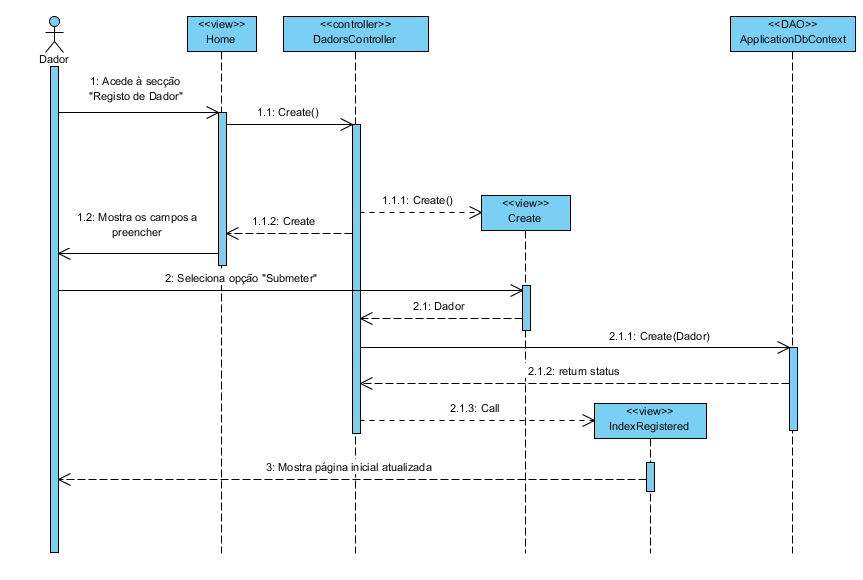 <<view>>
Home
<<controller>>
DadorsController
<<DAO>>
ApplicationDbContext
Dador
1: Acede à secção
"Registo de Dador"
1.1: Create()
1.1.1: Create()
<<view>>
Create
1.2: Mostra os campos a
preencher
1.1.2: Create
2: Seleciona opção "Submeter"
2.1: Dador
2.1.1: Create(Dador)
2.1.2: return status
2.1.3: Call
<<view>>
IndexRegistered
3: Mostra página inicial atualizada